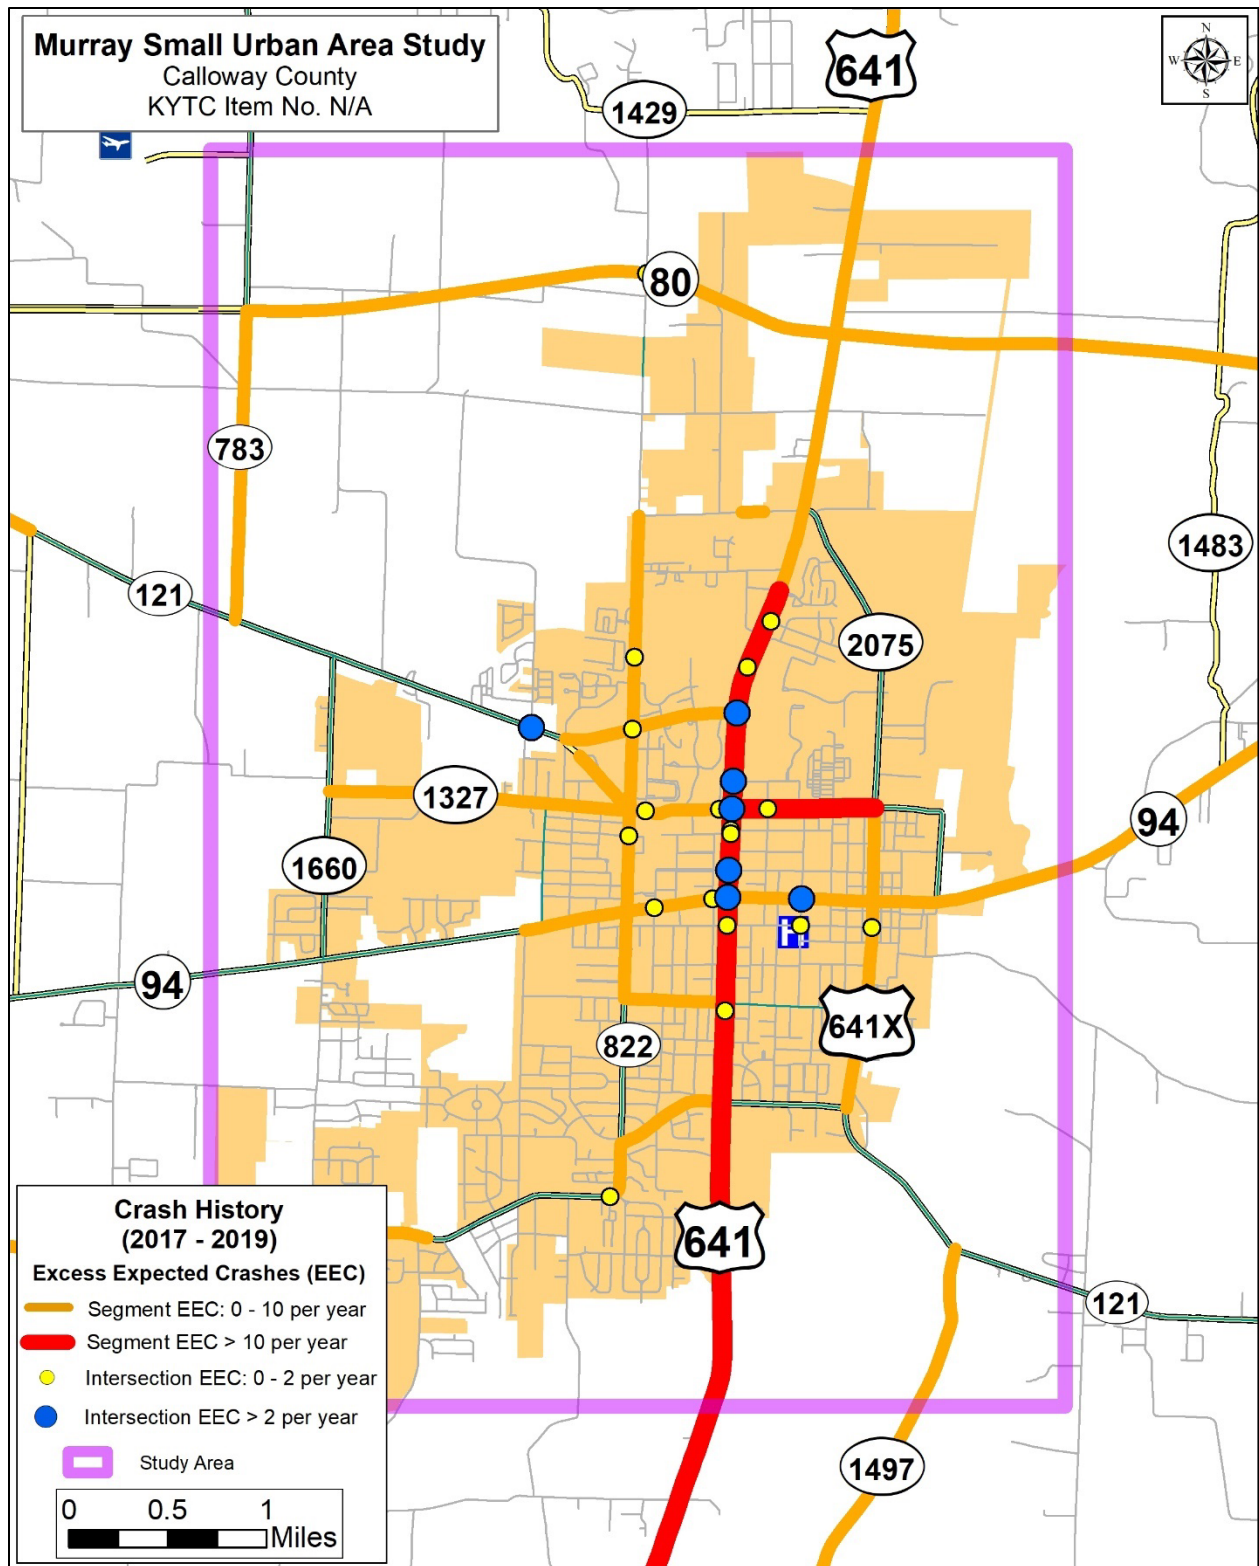 Murray Small Urban Area Study
Calloway County
KYTC Item No. N/A
N
W E
S
641
1429
80
783
121
1483
2075
1327
94
1660
94
641X
822
641
121
1497
H
Crash History
(2017 - 2019)
Excess Expected Crashes (EEC)
Segment EEC: 0 - 10 per year
Segment EEC > 10 per year
Intersection EEC: 0 - 2 per year
Intersection EEC > 2 per year
Study Area
0 0.5 1
Miles